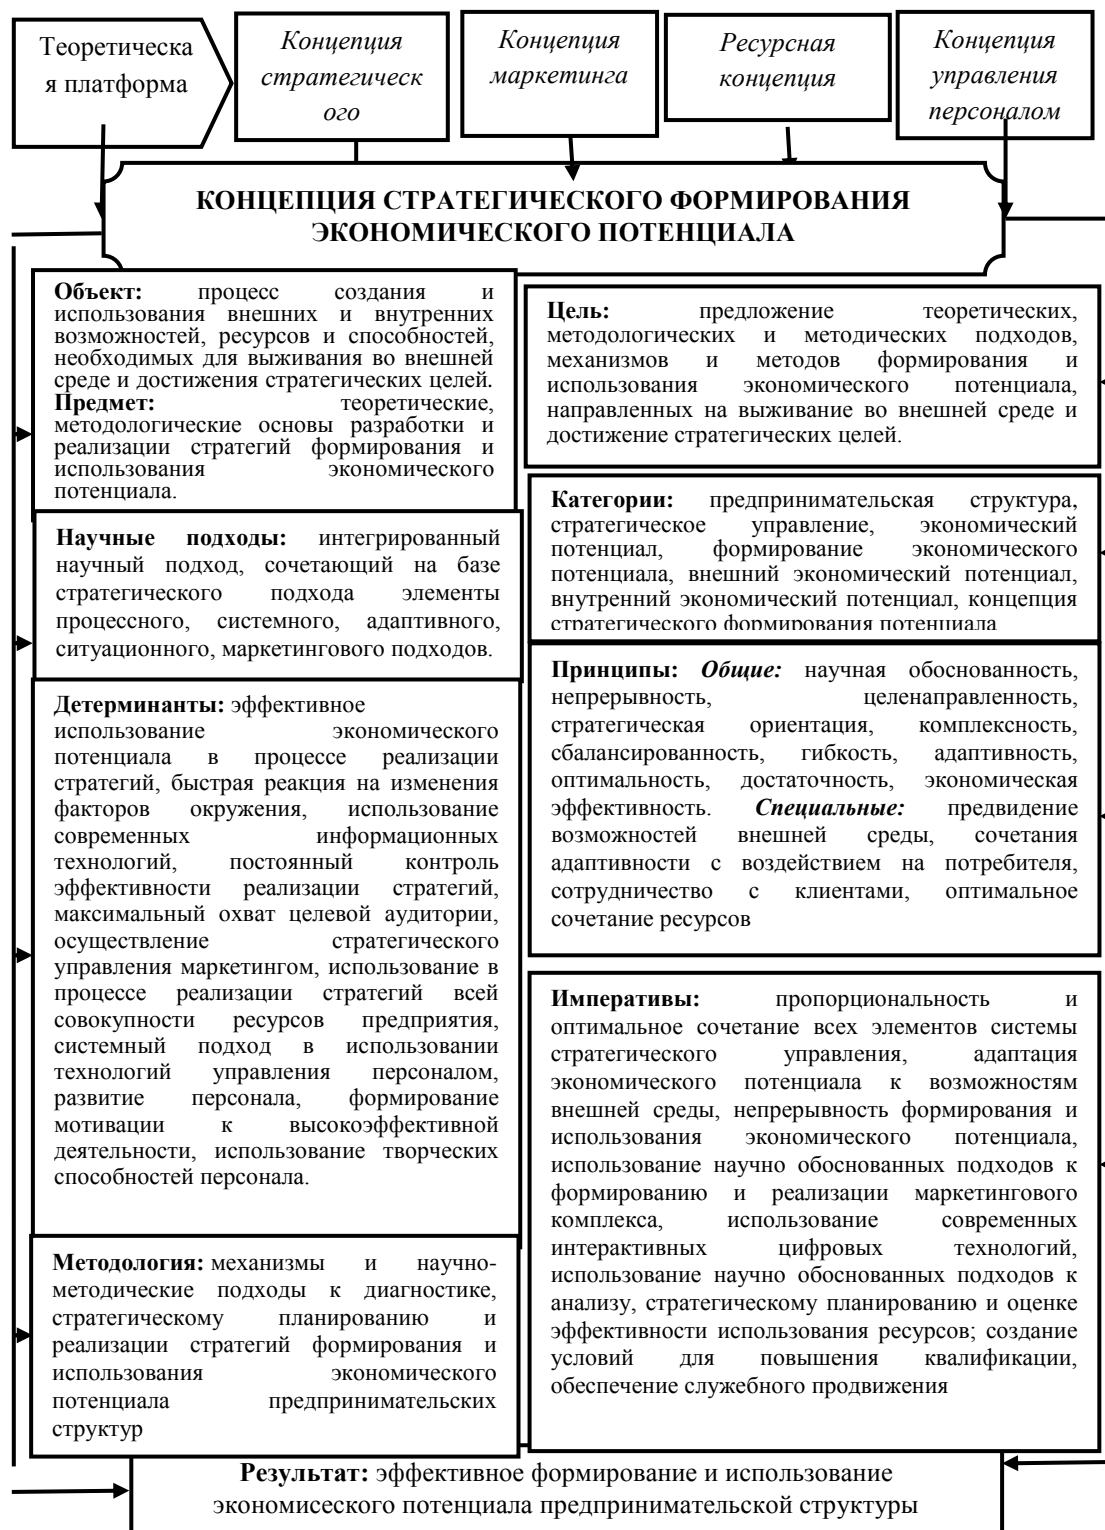 Теоретическа
я платформа
Концепция
стратегическ
ого
Концепция
маркетинга
Ресурсная
концепция
Концепция
управления
персоналом
КОНЦЕПЦИЯ СТРАТЕГИЧЕСКОГО ФОРМИРОВАНИЯ
ЭКОНОМИЧЕСКОГО ПОТЕНЦИАЛА
Объект: процесс создания и
использования внешних и внутренних
возможностей, ресурсов и способностей,
необходимых для выживания во внешней
среде и достижения стратегических целей.
Предмет: теоретические,
методологические основы разработки и
реализации стратегий формирования и
использования экономического
потенциала.
Научные подходы: интегрированный
научный подход, сочетающий на базе
стратегического подхода элементы
процессного, системного, адаптивного,
ситуационного, маркетингового подходов.
Детерминанты: эффективное
использование экономического
потенциала в процессе реализации
стратегий, быстрая реакция на изменения
факторов окружения, использование
современных информационных
технологий, постоянный контроль
эффективности реализации стратегий,
максимальный охват целевой аудитории,
осуществление стратегического
управления маркетингом, использование в
процессе реализации стратегий всей
совокупности ресурсов предприятия,
системный подход в использовании
технологий управления персоналом,
развитие персонала, формирование
мотивации к высокоэффективной
деятельности, использование творческих
способностей персонала.
Методология: механизмы и научно-
методические подходы к диагностике,
стратегическому планированию и
реализации стратегий формирования и
использования экономического
потенциала предпринимательских
структур
Цель: предложение теоретических,
методологических и методических подходов,
механизмов и методов формирования и
использования экономического потенциала,
направленных на выживание во внешней среде и
достижение стратегических целей.
Категории: предпринимательская структура,
стратегическое управление, экономический
потенциал, формирование экономического
потенциала, внешний экономический потенциал,
внутренний экономический потенциал, концепция
стратегического формирования потенциала
Принципы: Общие: научная обоснованность,
непрерывность, целенаправленность,
стратегическая ориентация, комплексность,
сбалансированность, гибкость, адаптивность,
оптимальность, достаточность, экономическая
эффективность. Специальные: предвидение
возможностей внешней среды, сочетания
адаптивности с воздействием на потребителя,
сотрудничество с клиентами, оптимальное
сочетание ресурсов
Императивы: пропорциональность и
оптимальное сочетание всех элементов системы
стратегического управления, адаптация
экономического потенциала к возможностям
внешней среды, непрерывность формирования и
использования экономического потенциала,
использование научно обоснованных подходов к
формированию и реализации маркетингового
комплекса, использование современных
интерактивных цифровых технологий,
использование научно обоснованных подходов к
анализу, стратегическому планированию и оценке
эффективности использования ресурсов; создание
условий для повышения квалификации,
обеспечение служебного продвижения
Результат: эффективное формирование и использование
экономисеского потенциала предпринимательской структуры